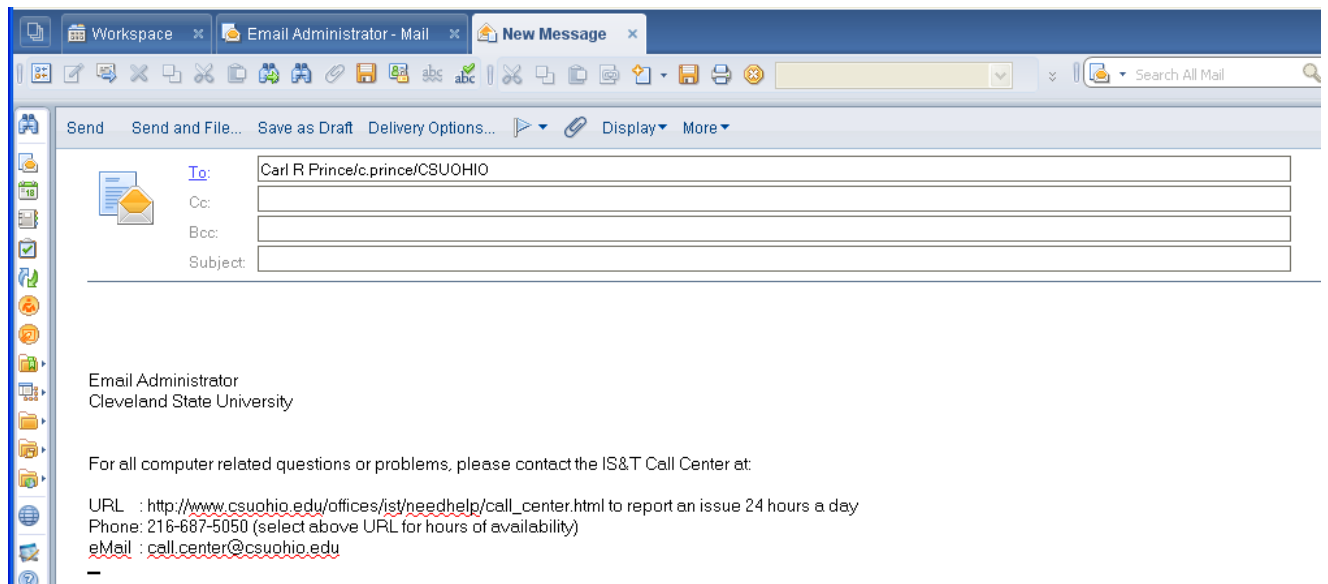 Workspace Email Administrator - Mail New Message
abc abc Search All Mail
Send Send and File... Save as Draft Delivery Options... Display More
To: Carl R Prince/c.prince/CSUOHIO
Cc:
Bcc:
Subject:
Email Administrator
Cleveland State University
For all computer related questions or problems, please contact the IS&T Call Center at:
URL : http://www.csuohio.edu/offices/ist/needhelp/call_center.html to report an issue 24 hours a day
Phone: 216-687-5050 (select above URL for hours of availability)
eMail : call.center@csuohio.edu